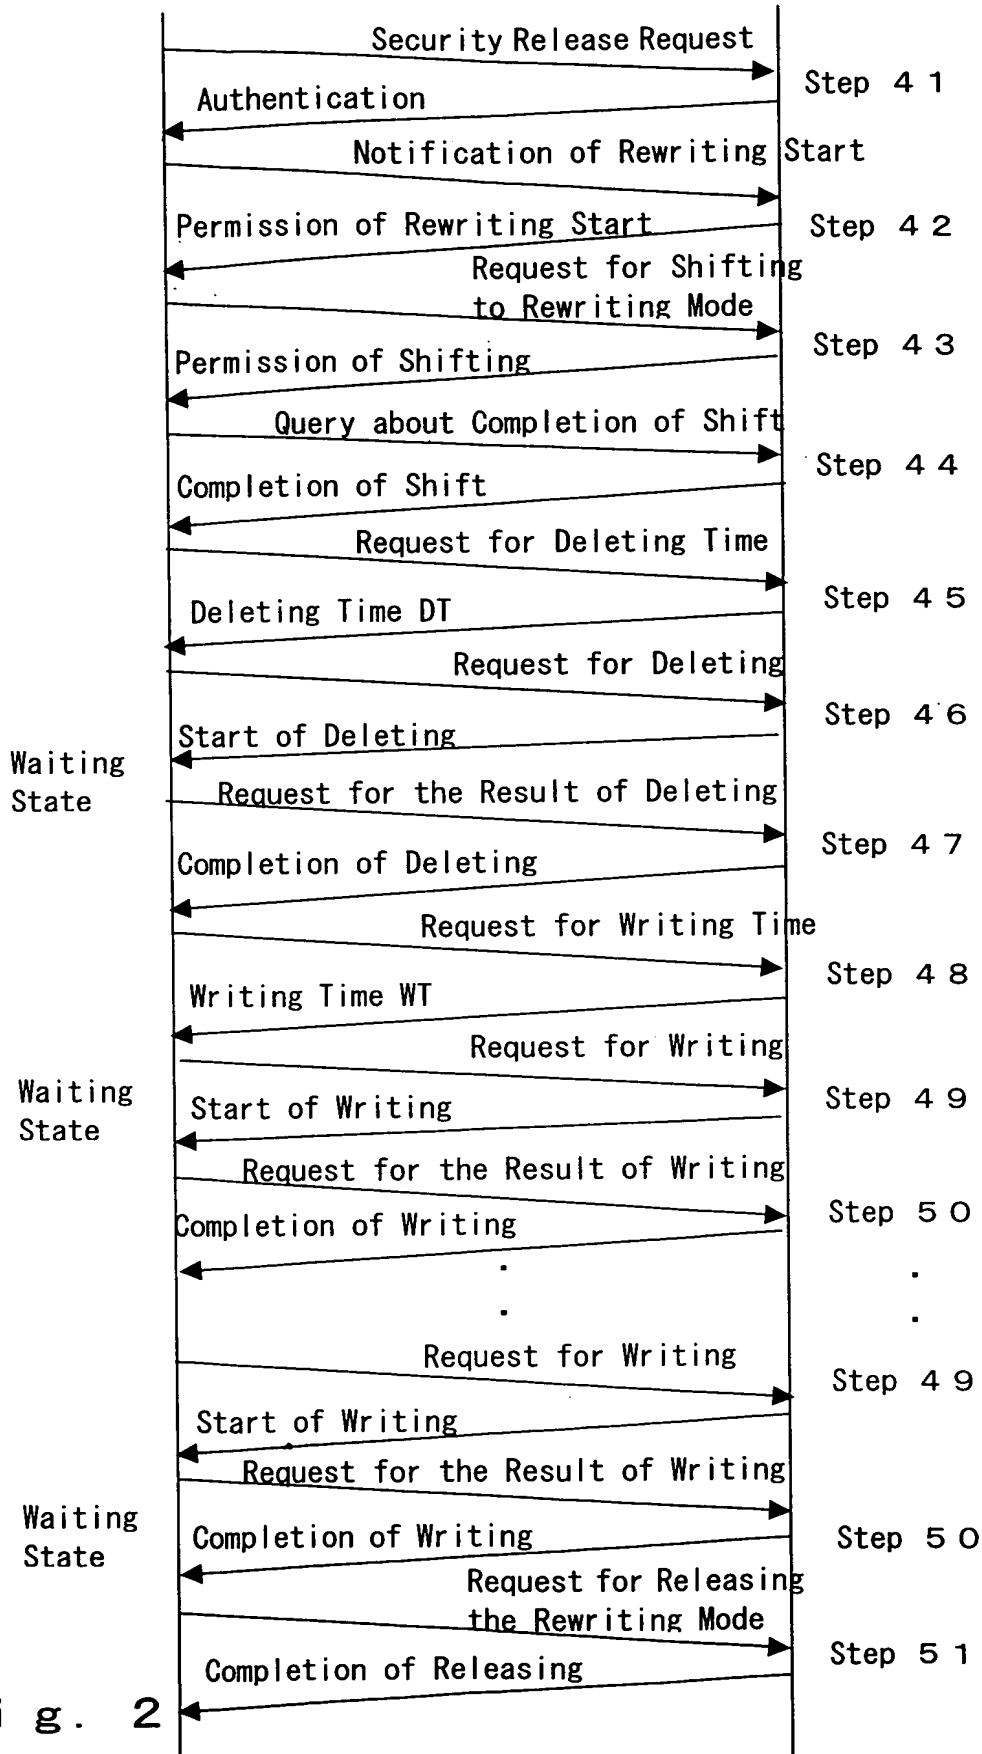 Security Release Request
Step 41
Authentication
Notification of Rewriting Start
Permission of Rewriting Start
Step 42
Request for Shifting
to Rewriting Mode
Step 43
Permission of Shifting
Query about Completion of Shift
Step 44
Completion of Shift
Request for Deleting Time
Step 45
Deleting Time DT
Request for Deleting
Step 46
Start of Deleting
Waiting
State
Request for the Result of Deleting
Step 47
Completion of Deleting
Request for Writing Time
Step 48
Writing Time WT
Request for Writing
Waiting
State
Step 49
Start of Writing
Request for the Result of Writing
Step 50
Completion of Writing
Request for Writing
Step 49
Start of Writing
Request for the Result of Writing
Waiting
State
Step 50
Completion of Writing
Request for Releasing
the Rewriting Mode
Step 51
Completion of Releasing
ig. 2